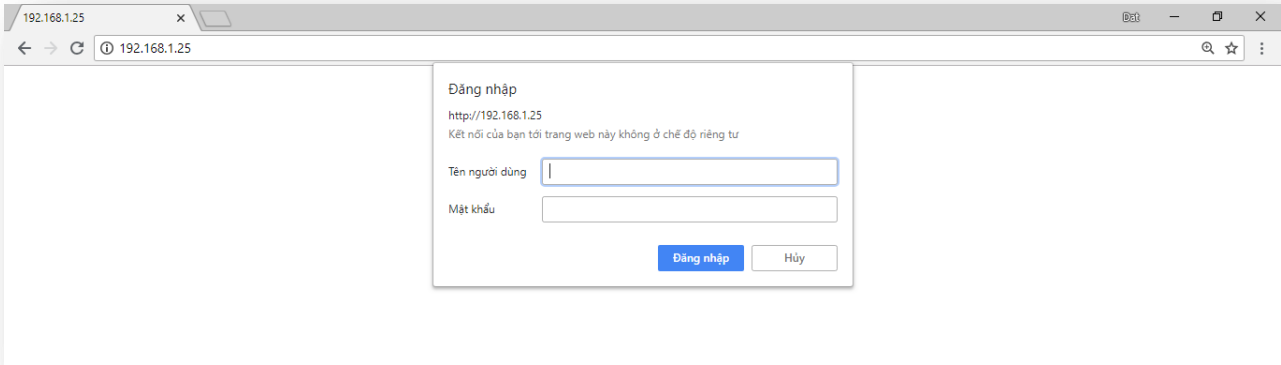 192.168.1.25
Đat
192.168.1.25
Đăng nhập
http://192.168.1.25
Kết nối của bạn tới trang web này không ở chế độ riêng tư
Tên người dùng
Mật khẩu
Đăng nhập
Hủy